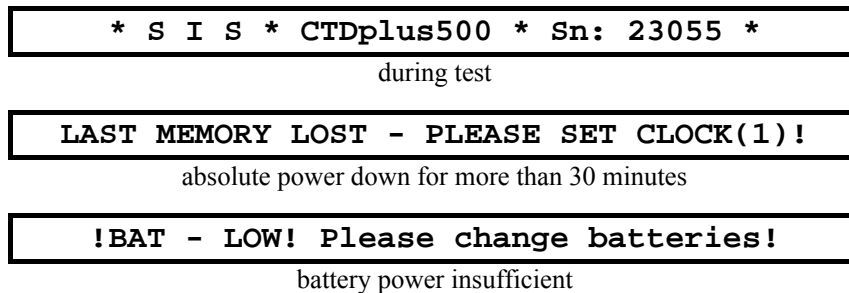 * S I S * CTDplus500 * Sn: 23055 *
during test
LAST MEMORY LOST - PLEASE SET CLOCK(1)!
absolute power down for more than 30 minutes
!BAT - LOW! Please change batteries!
battery power insufficient